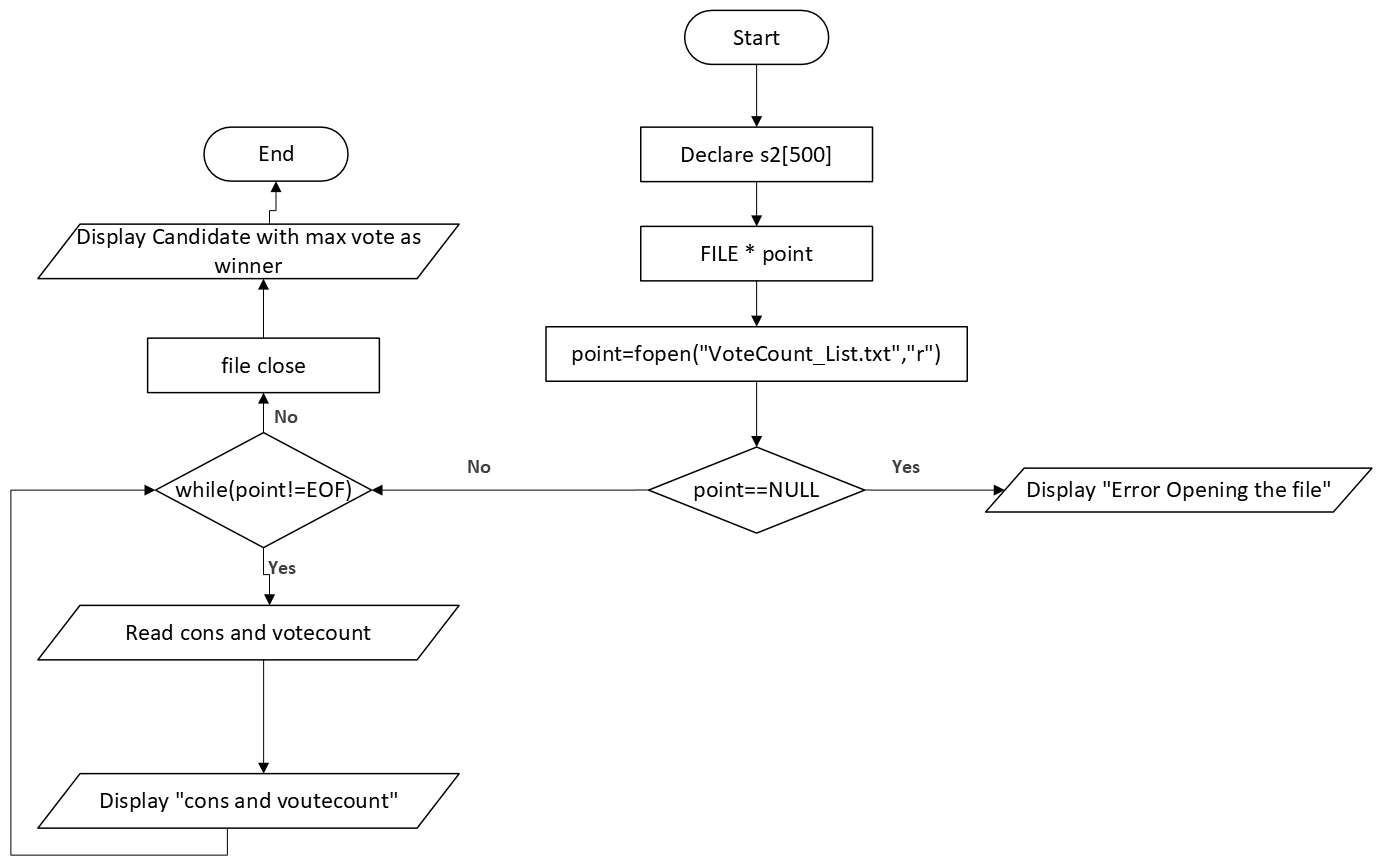 Start
Declare s2[500]
FILE * point
point=fopen("VoteCount_List.txt","r")
point==NULL
Yes
Display "Error Opening the file"
No
while(point!=EOF)
Yes
Read cons and votecount
Display "cons and voutecount"
No
file close
Display Candidate with max vote as
winner
End